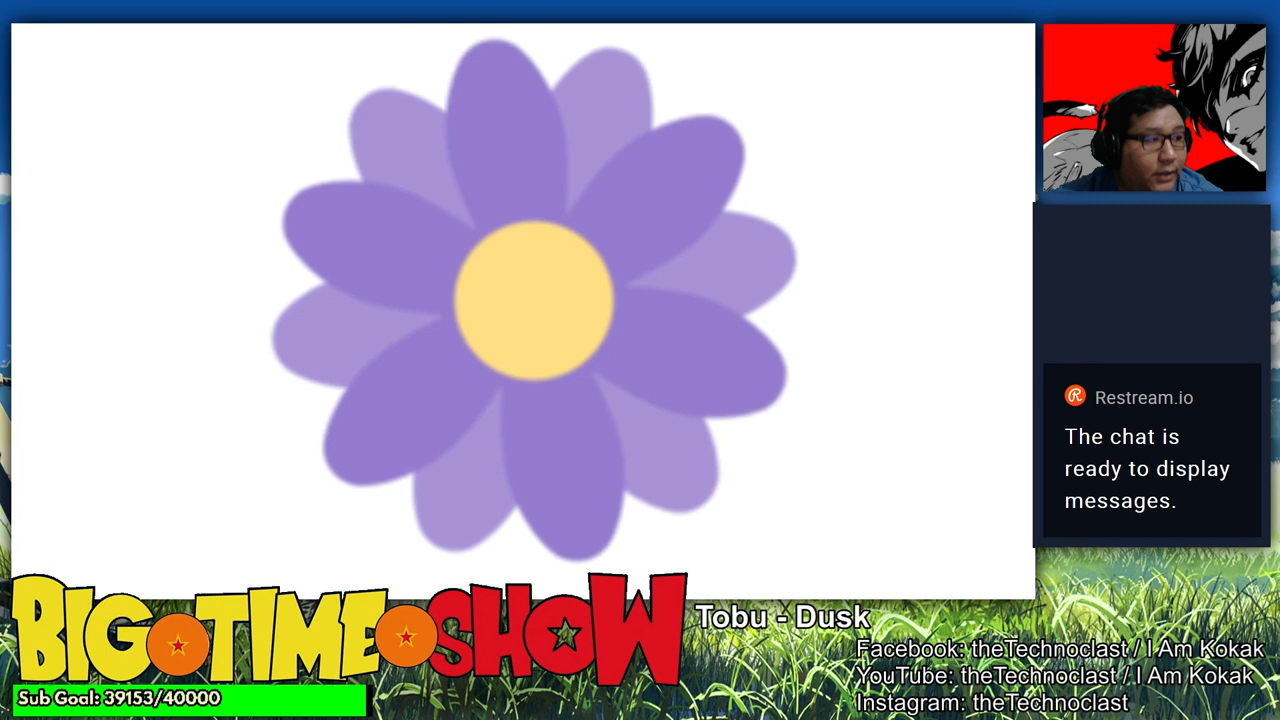 Restream.io
The chat is
ready to display
messages.
BIG TIME SHOW
Tobu - Dusk
Facebook: theTechnoclast / I Am Kokak
YouTube: theTechnoclast / I Am Kokak
Instagram: theTechnoclast
Sub Goal: 39153/40000